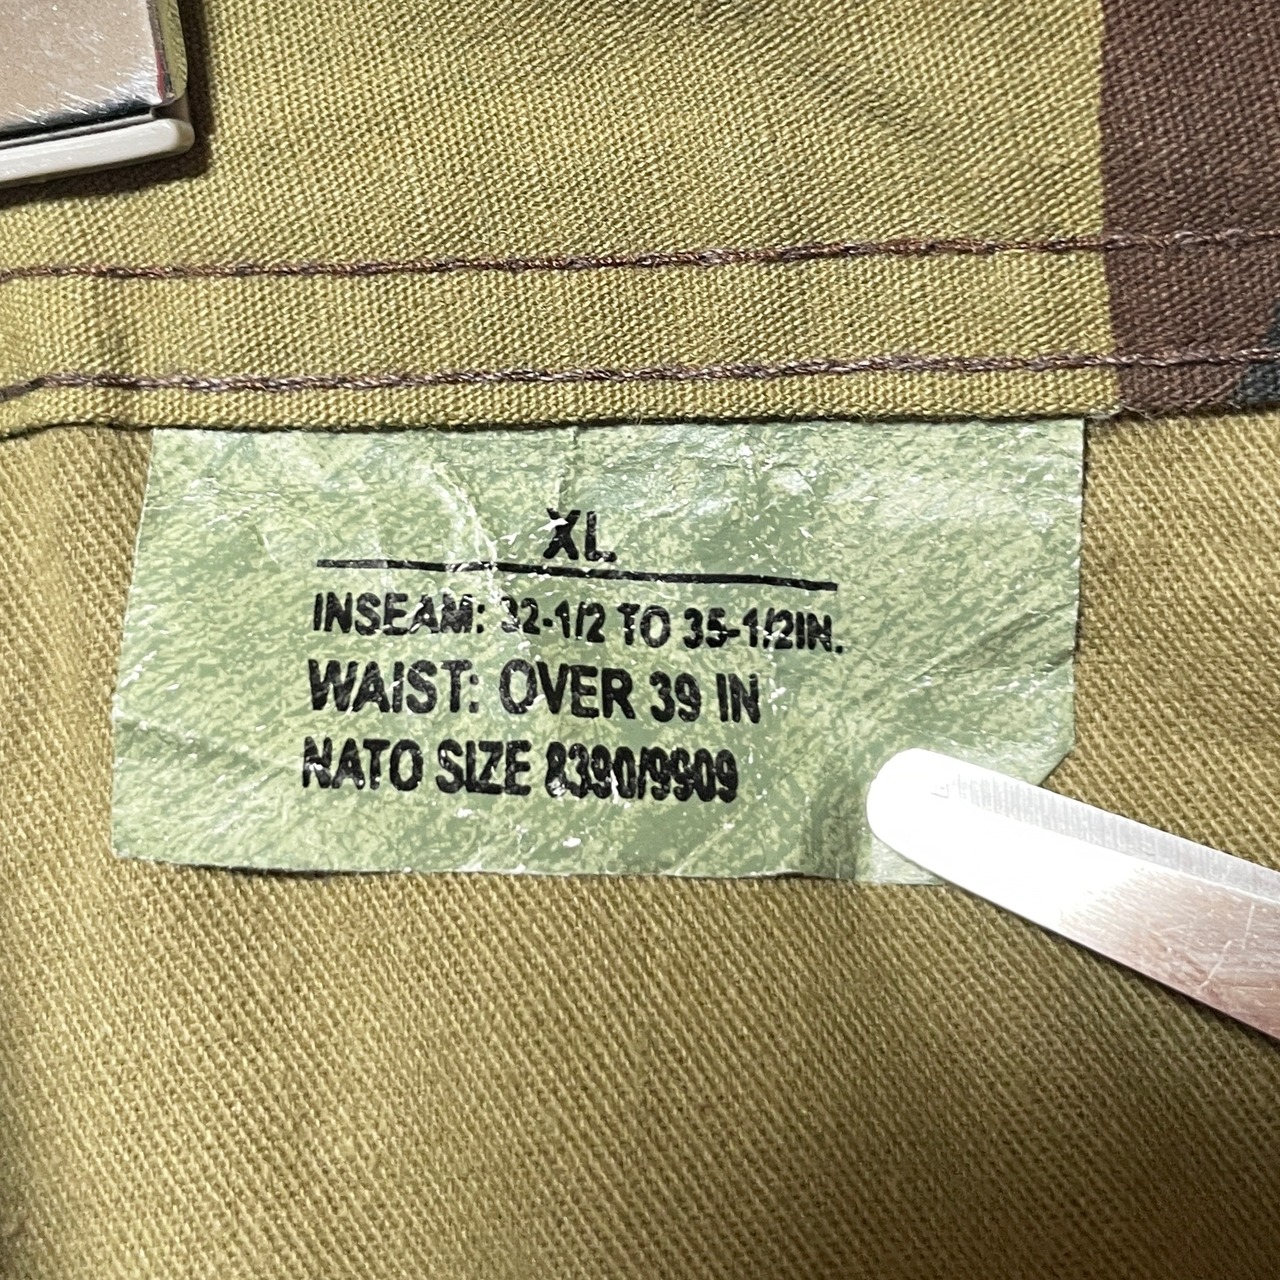 XL
INSEAM: 32-1/2 TO 35-1/2IN.
WAIST: OVER 39 IN
NATO SIZE 8390/9909